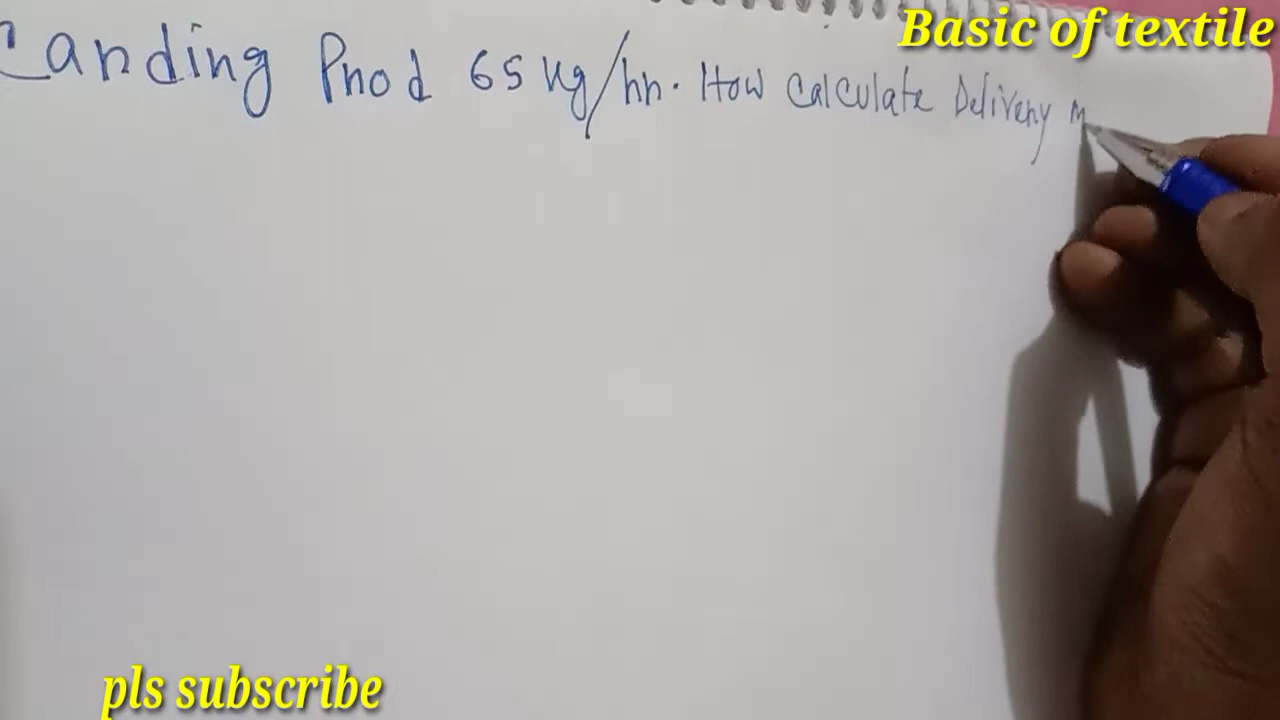 Basic of textile
Carding Prod 65 kg/hr. How calculate Delivery m
pls subscribe